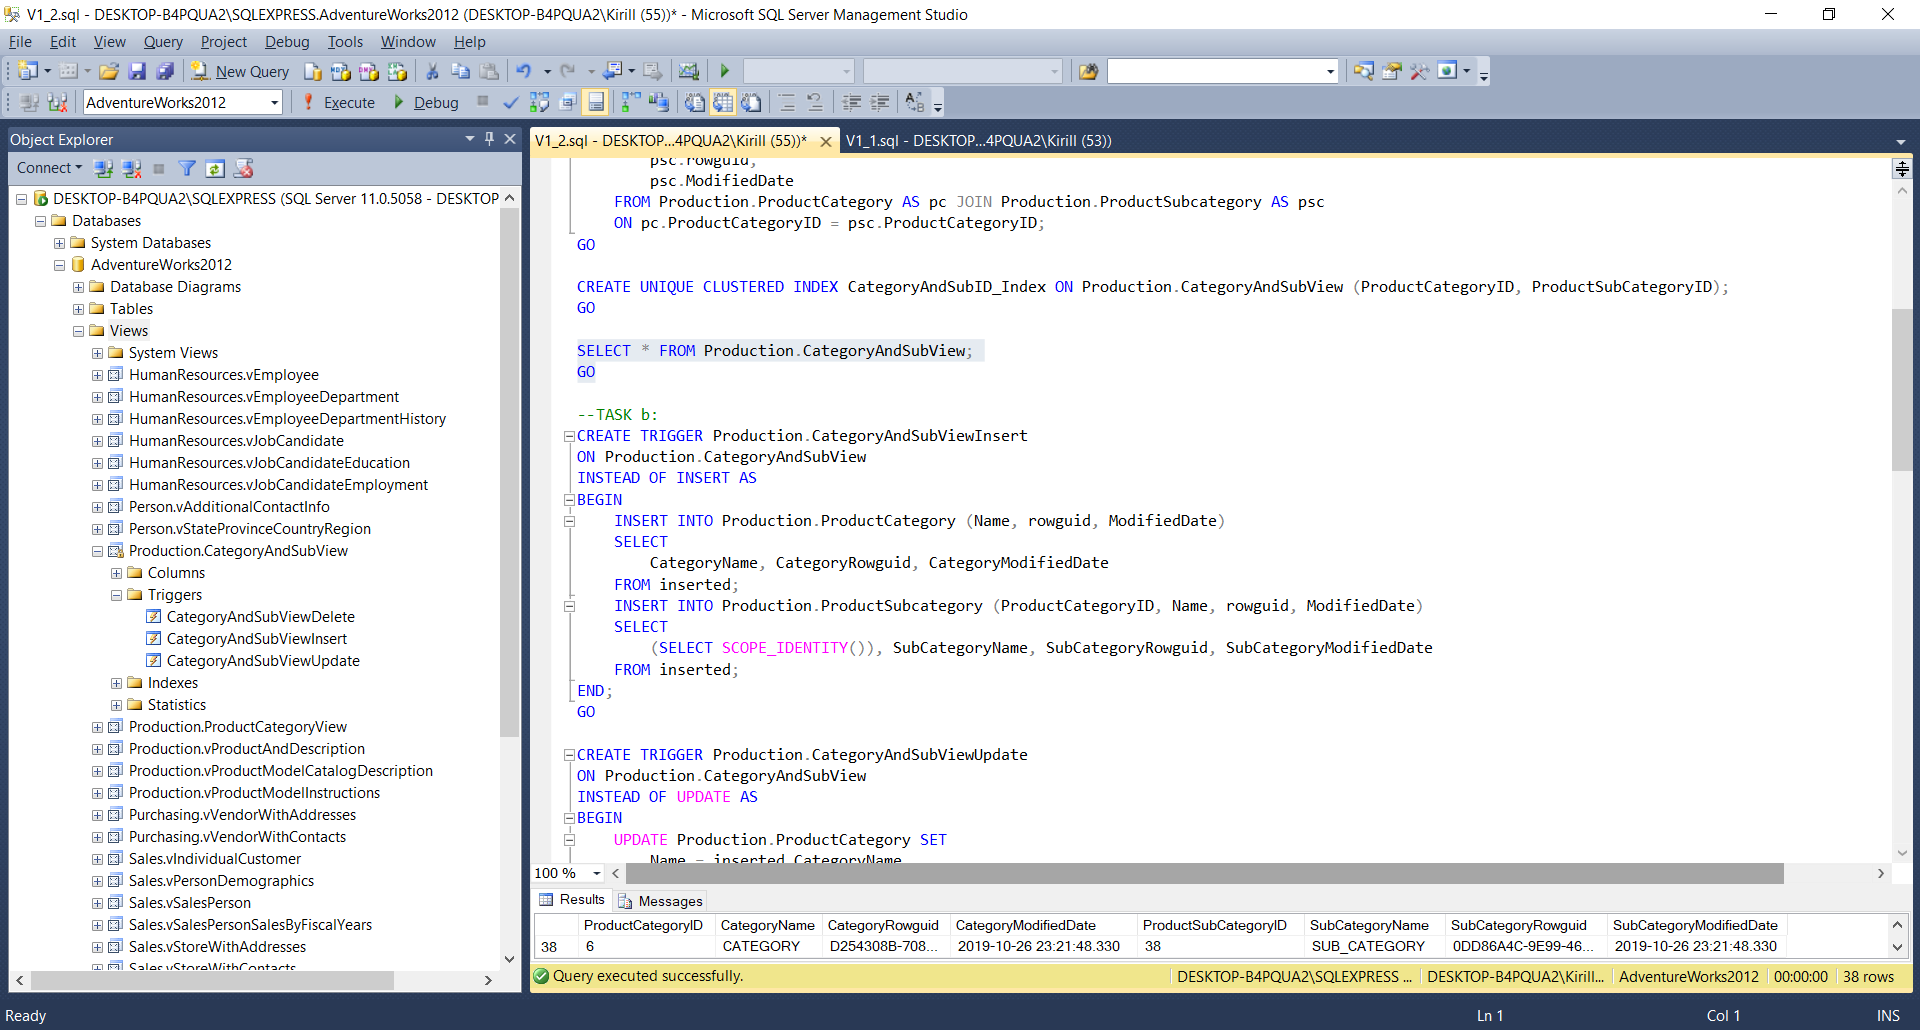 V1_2.sql - DESKTOP-B4PQUA2\SQLEXPRESS.AdventureWorks2012 (DESKTOP-B4PQUA2\Kirill (55))* - Microsoft SQL Server Management Studio
File Edit View Query Project Debug Tools Window Help
New Query
AdventureWorks2012 Execute Debug
Object Explorer
Connect
DESKTOP-B4PQUA2\SQLEXPRESS (SQL Server 11.0.5058 - DESKTOP
Databases
System Databases
AdventureWorks2012
Database Diagrams
Tables
Views
System Views
HumanResources.vEmployee
HumanResources.vEmployeeDepartment
HumanResources.vEmployeeDepartmentHistory
HumanResources.vJobCandidate
HumanResources.vJobCandidateEducation
HumanResources.vJobCandidateEmployment
Person.vAdditionalContactInfo
Person.vStateProvinceCountryRegion
Production.CategoryAndSubView
Columns
Triggers
CategoryAndSubViewDelete
CategoryAndSubViewInsert
CategoryAndSubViewUpdate
Indexes
Statistics
Production.ProductCategoryView
Production.vProductAndDescription
Production.vProductModelCatalogDescription
Production.vProductModelInstructions
Purchasing.vVendorWithAddresses
Purchasing.vVendorWithContacts
Sales.vIndividualCustomer
Sales.vPersonDemographics
Sales.vSalesPerson
Sales.vSalesPersonSalesByFiscalYears
Sales.vStoreWithAddresses
Sales.vStoreWithContacts
V1_2.sql - DESKTOP...4PQUA2\Kirill (55))* V1_1.sql - DESKTOP...4PQUA2\Kirill (53))
psc.rowguid,
psc.ModifiedDate
FROM Production.ProductCategory AS pc JOIN Production.ProductSubcategory AS psc
ON pc.ProductCategoryID = psc.ProductCategoryID;
GO
CREATE UNIQUE CLUSTERED INDEX CategoryAndSubID_Index ON Production.CategoryAndSubView (ProductCategoryID, ProductSubCategoryID);
GO
SELECT * FROM Production.CategoryAndSubView;
GO
--TASK b:
CREATE TRIGGER Production.CategoryAndSubViewInsert
ON Production.CategoryAndSubView
INSTEAD OF INSERT AS
BEGIN
INSERT INTO Production.ProductCategory (Name, rowguid, ModifiedDate)
SELECT
CategoryName, CategoryRowguid, CategoryModifiedDate
FROM inserted;
INSERT INTO Production.ProductSubcategory (ProductCategoryID, Name, rowguid, ModifiedDate)
SELECT
(SELECT SCOPE_IDENTITY()), SubCategoryName, SubCategoryRowguid, SubCategoryModifiedDate
FROM inserted;
END;
GO
CREATE TRIGGER Production.CategoryAndSubViewUpdate
ON Production.CategoryAndSubView
INSTEAD OF UPDATE AS
BEGIN
UPDATE Production.ProductCategory SET
Name = inserted.CategoryName
100 %
Results Messages
ProductCategoryID CategoryName CategoryRowguid CategoryModifiedDate ProductSubCategoryID SubCategoryName SubCategoryRowguid SubCategoryModifiedDate
38 6 CATEGORY D254308B-708... 2019-10-26 23:21:48.330 38 SUB_CATEGORY 0DD86A4C-9E99-46... 2019-10-26 23:21:48.330
Query executed successfully. DESKTOP-B4PQUA2\SQLEXPRESS ... DESKTOP-B4PQUA2\Kirill... AdventureWorks2012 00:00:00 38 rows
Ready Ln 1 Col 1 INS